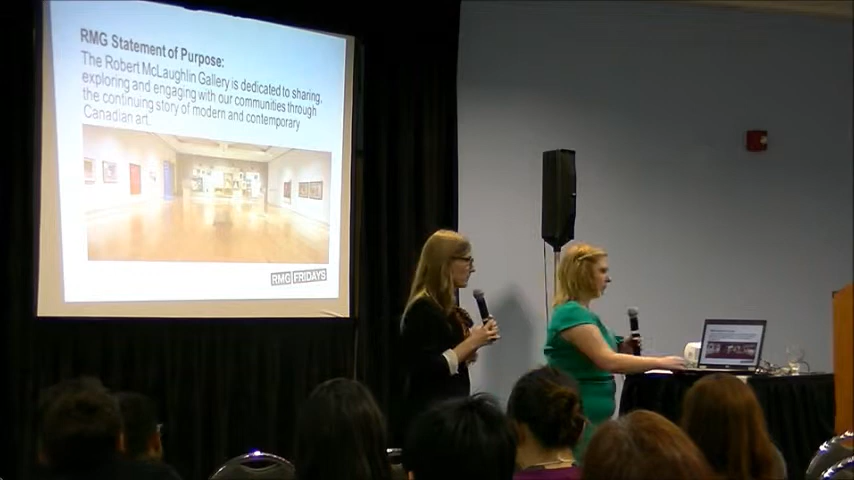 RMG Statement of Purpose:
The Robert McLaughlin Gallery is dedicated to sharing,
exploring and engaging with our communities through
the continuing story of modern and contemporary
Canadian art.
RMG FRIDAYS